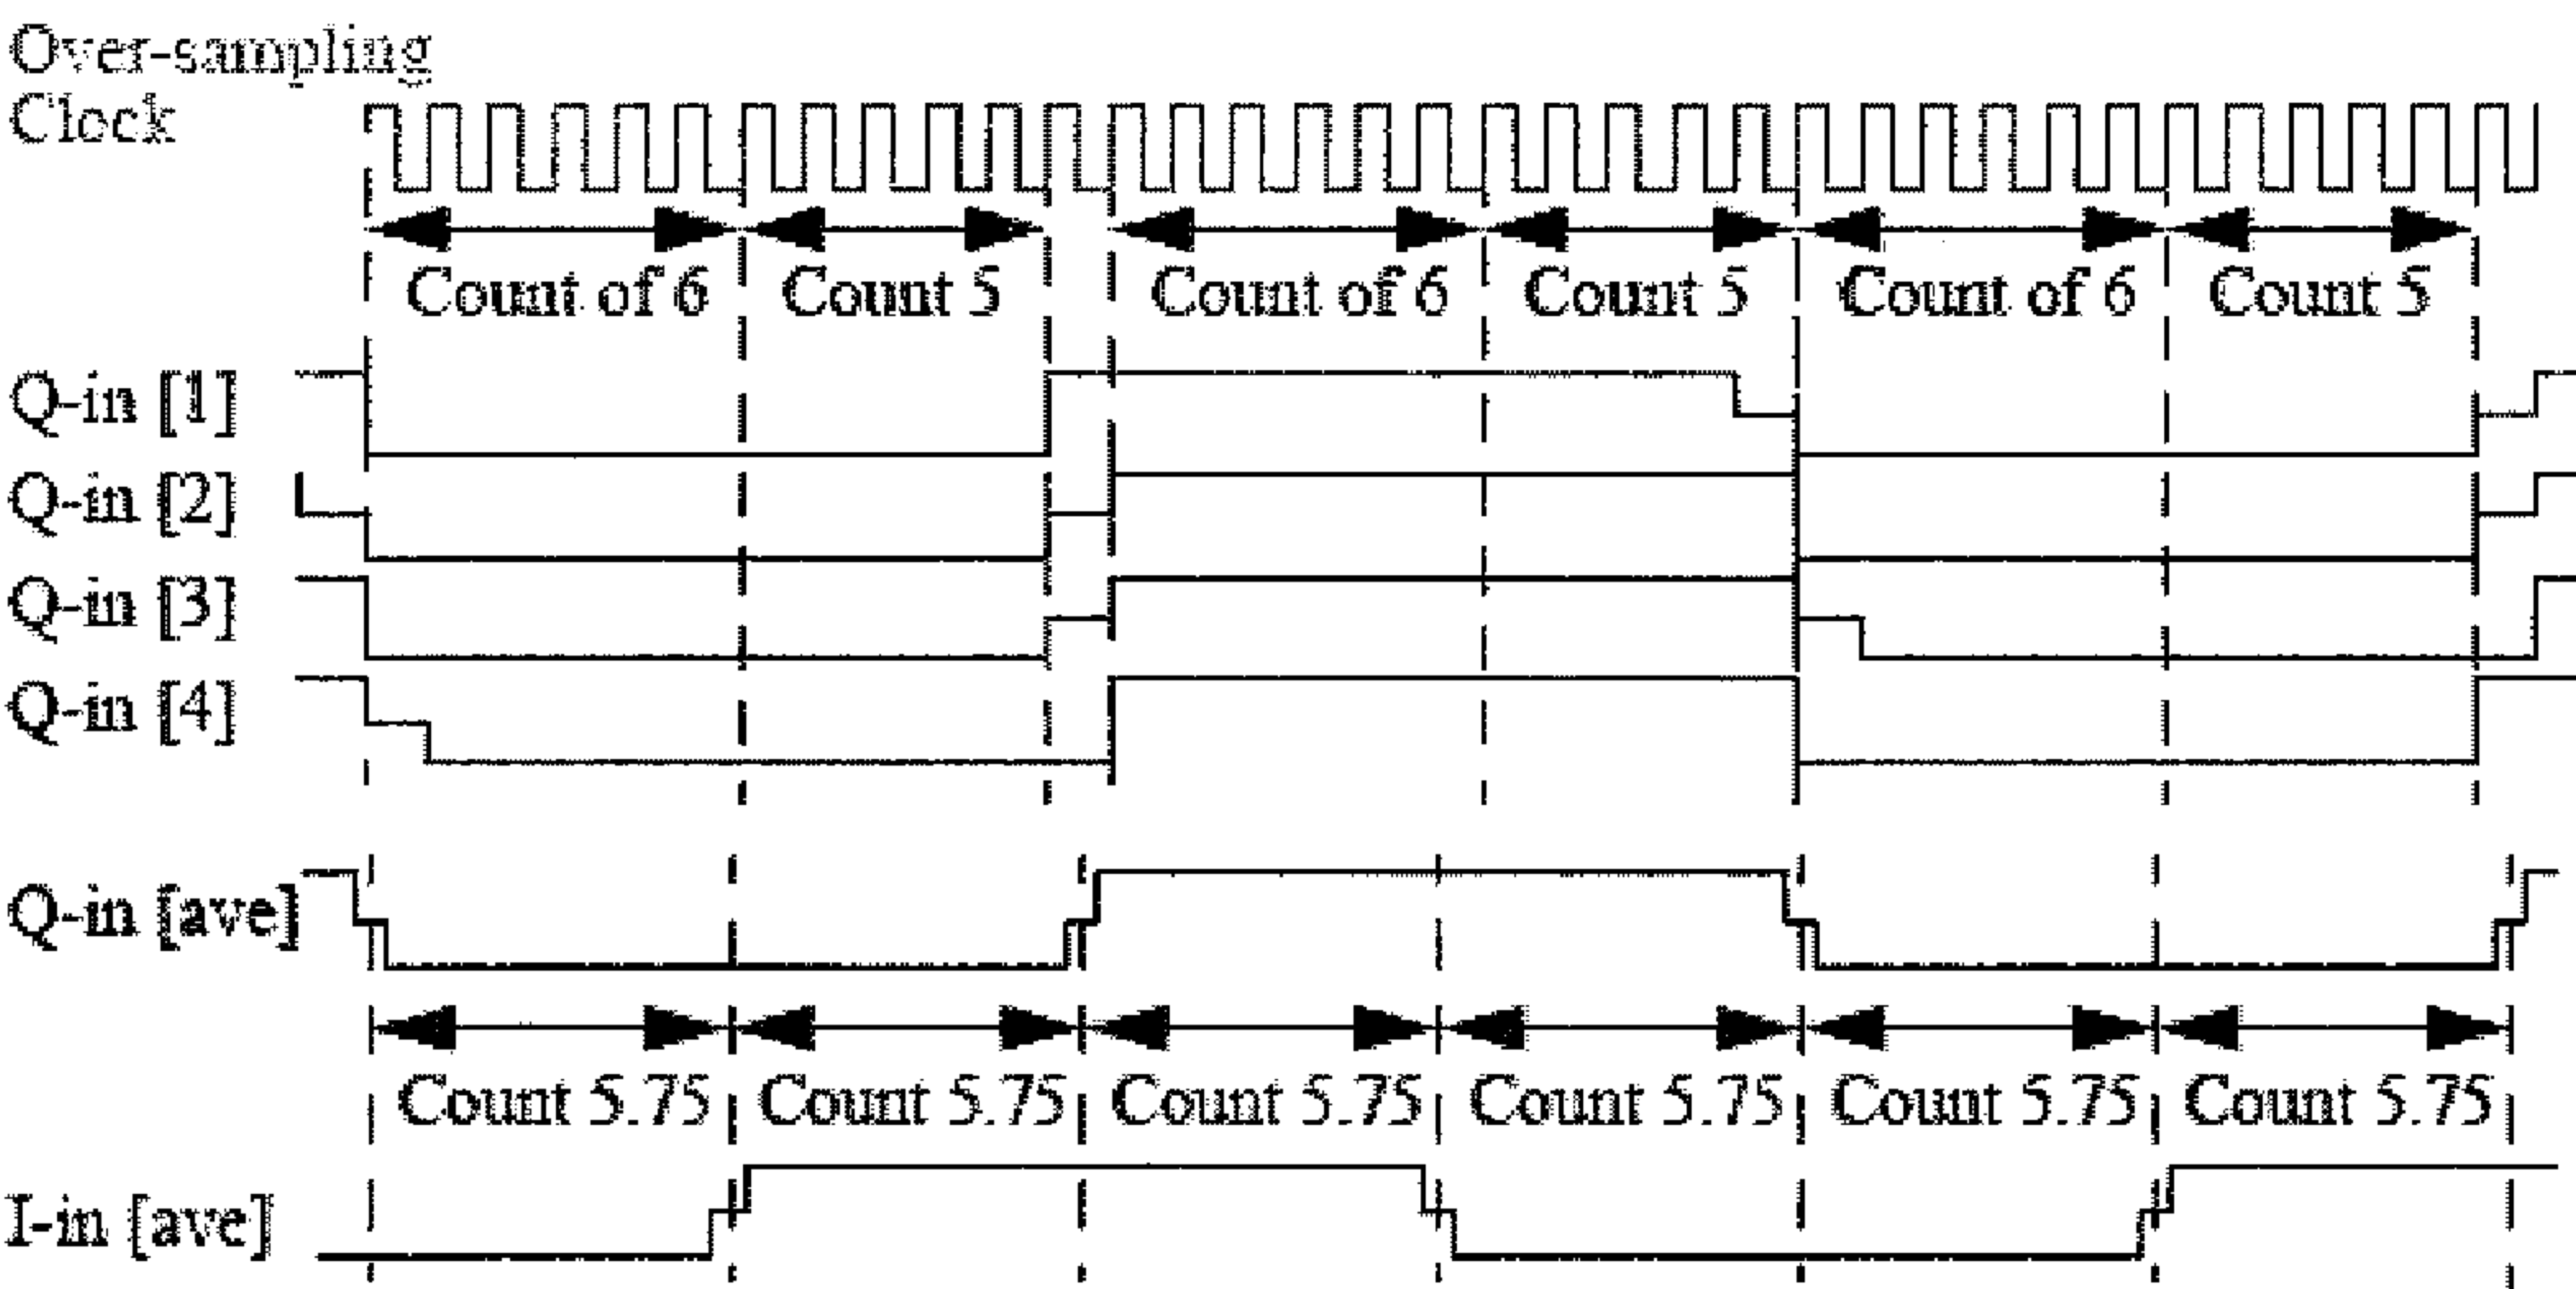 Over-sampling
Clock
Count of 6 Count 5 Count of 6 Count 5 Count of 6 Count 5
Q-in [1]
Q-in [2]
Q-in [3]
Q-in [4]
Q-in [ave]
Count 5.75 Count 5.75 Count 5.75 Count 5.75 Count 5.75 Count 5.75
I-in [ave]